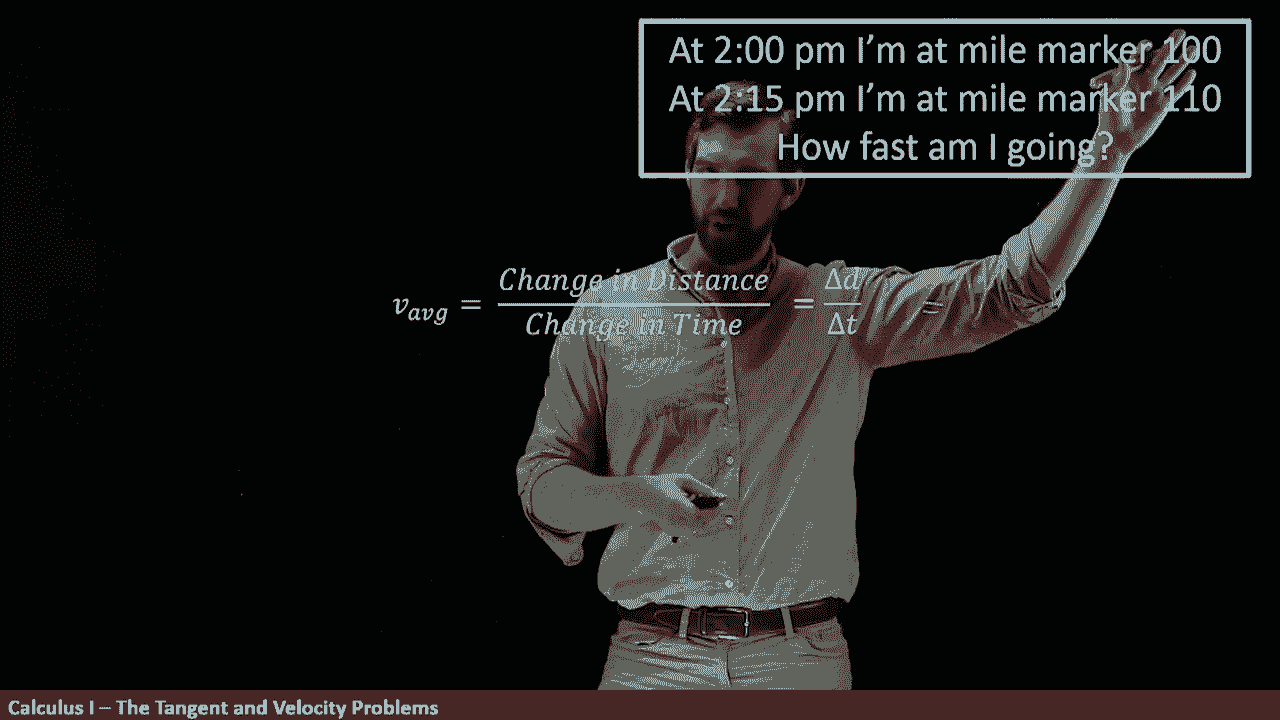 At 2:00 pm I’m at mile marker 100
At 2:15 pm I’m at mile marker 110
How fast am I going?
v_avg = Change in Distance / Change in Time = Δd / Δt =
Calculus I – The Tangent and Velocity Problems